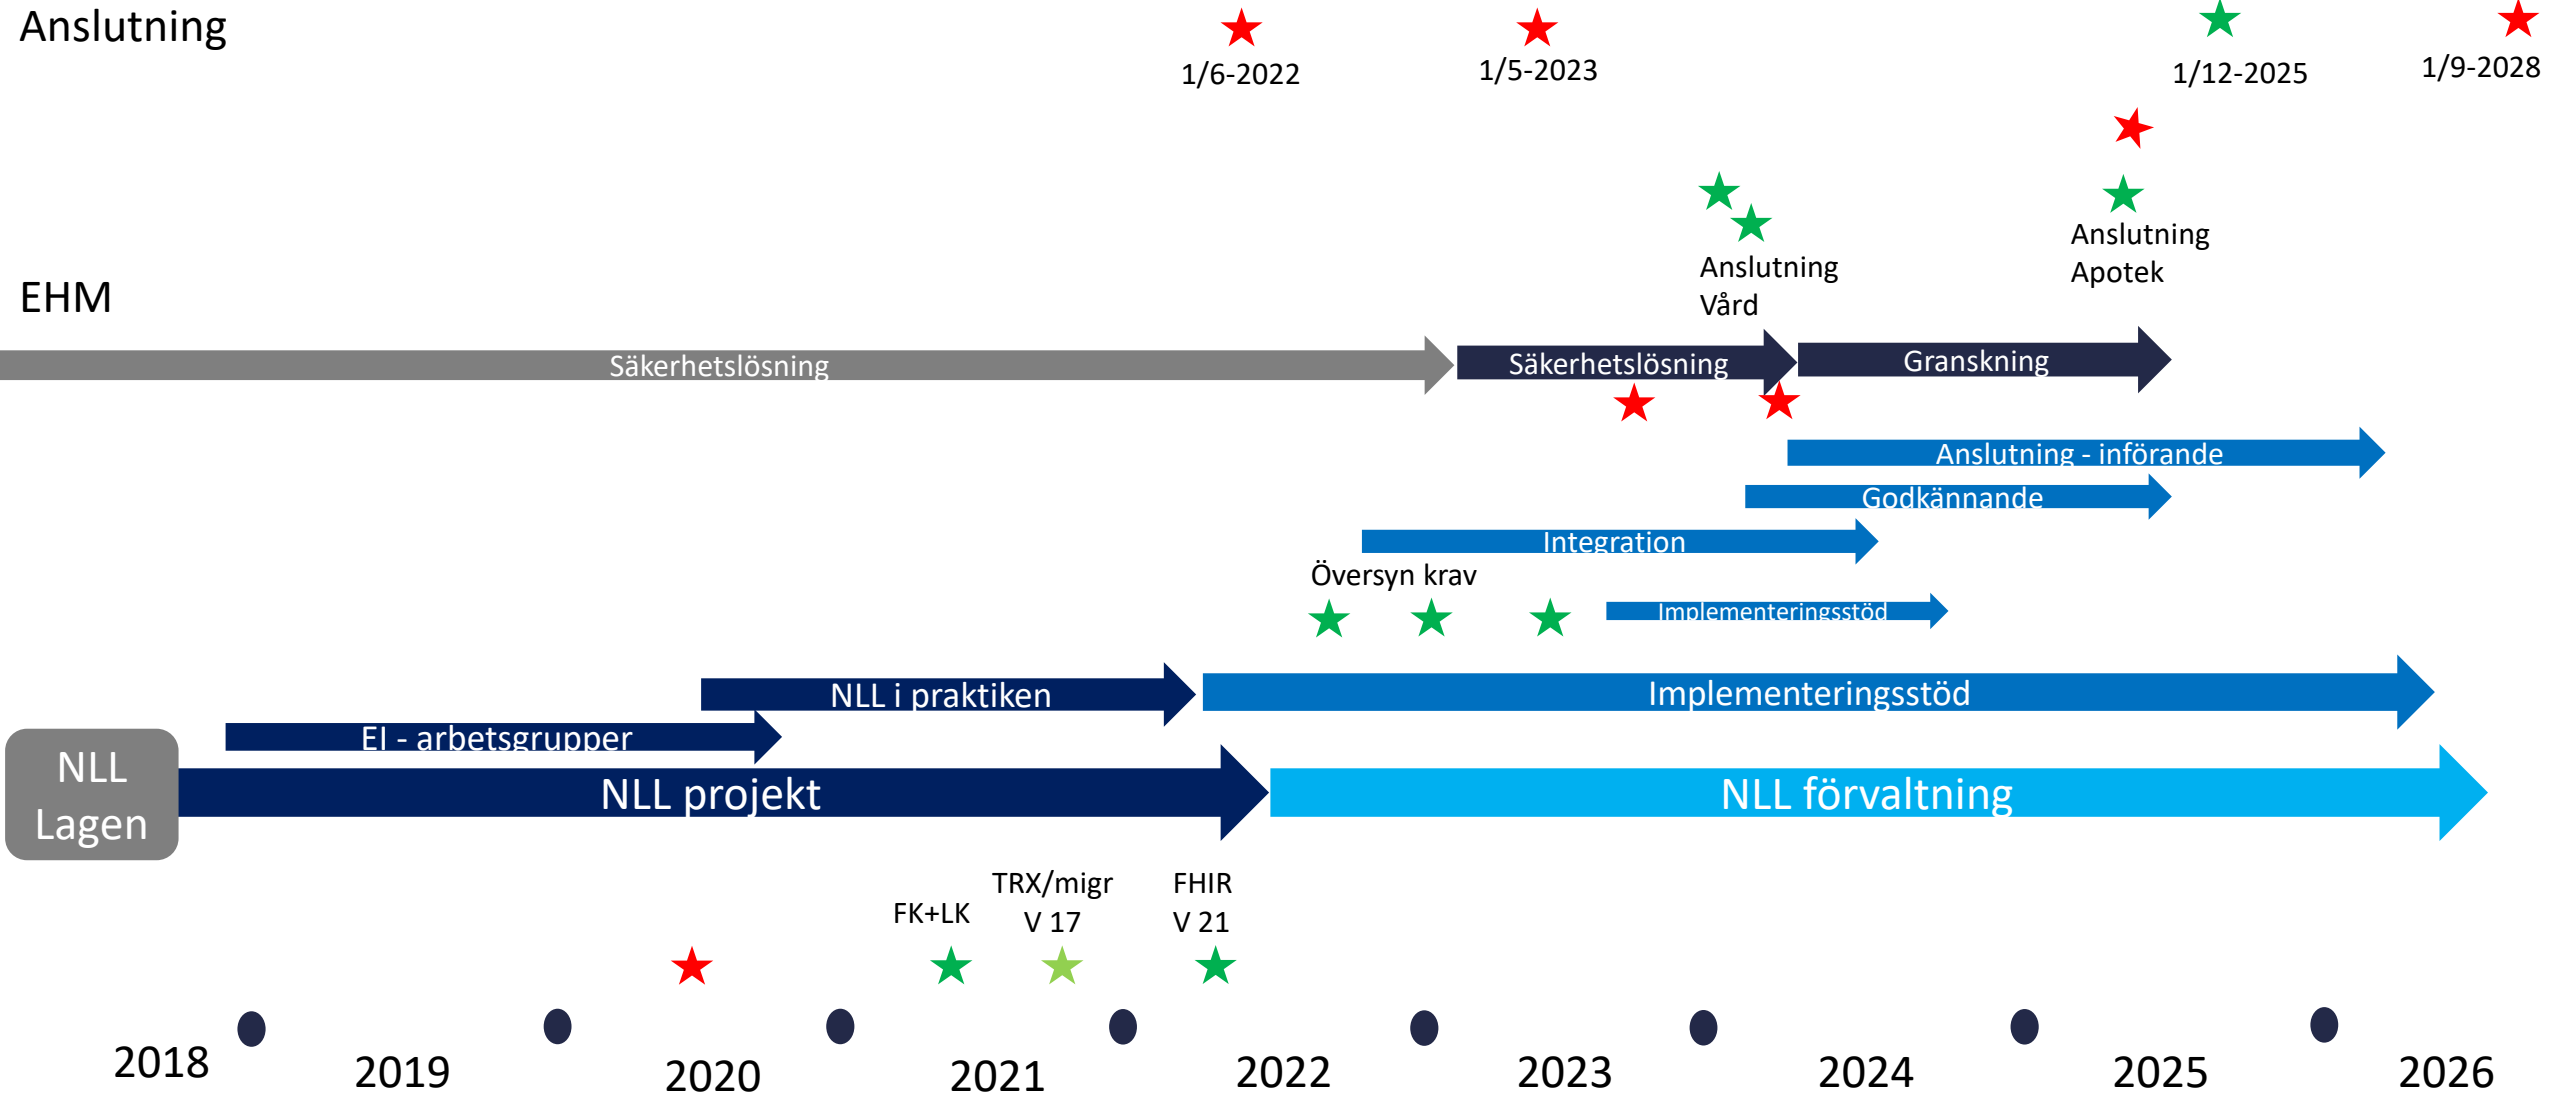 Anslutning
1/6-2022
1/5-2023
1/12-2025
1/9-2028
Anslutning
Vård
Anslutning
Apotek
EHM
Säkerhetslösning
Säkerhetslösning
Granskning
Anslutning - införande
Godkännande
Integration
Översyn krav
Implementeringsstöd
NLL i praktiken
Implementeringsstöd
EI - arbetsgrupper
NLL
Lagen
NLL projekt
NLL förvaltning
FK+LK
TRX/migr
V 17
FHIR
V 21
2018
2019
2020
2021
2022
2023
2024
2025
2026